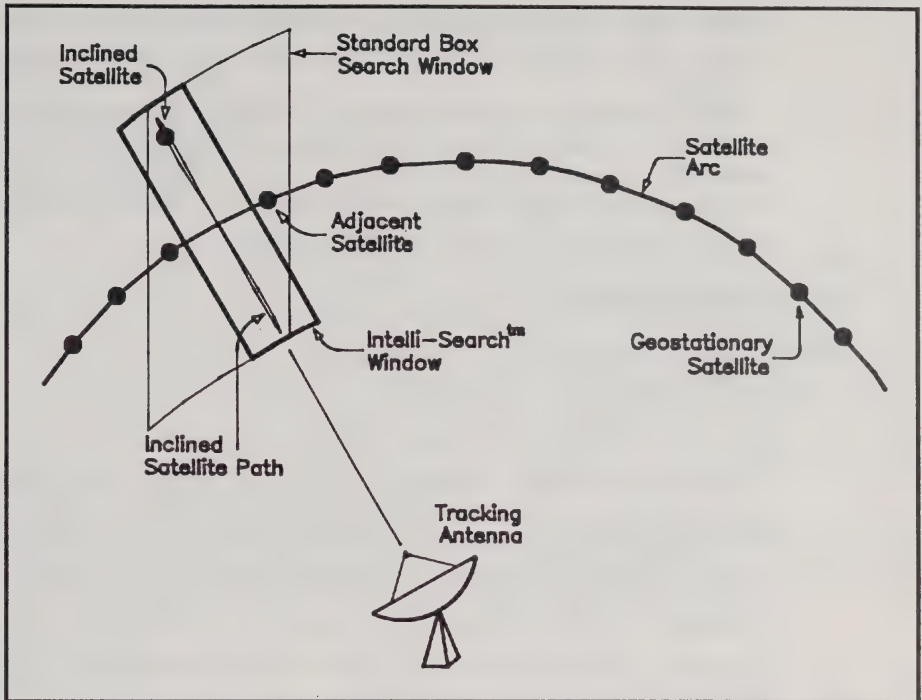 Inclined
Satellite
Standard Box
Search Window
Satellite
Arc
Adjacent
Satellite
Intelli-Search™
Window
Geostationary
Satellite
Inclined
Satellite Path
Tracking
Antenna